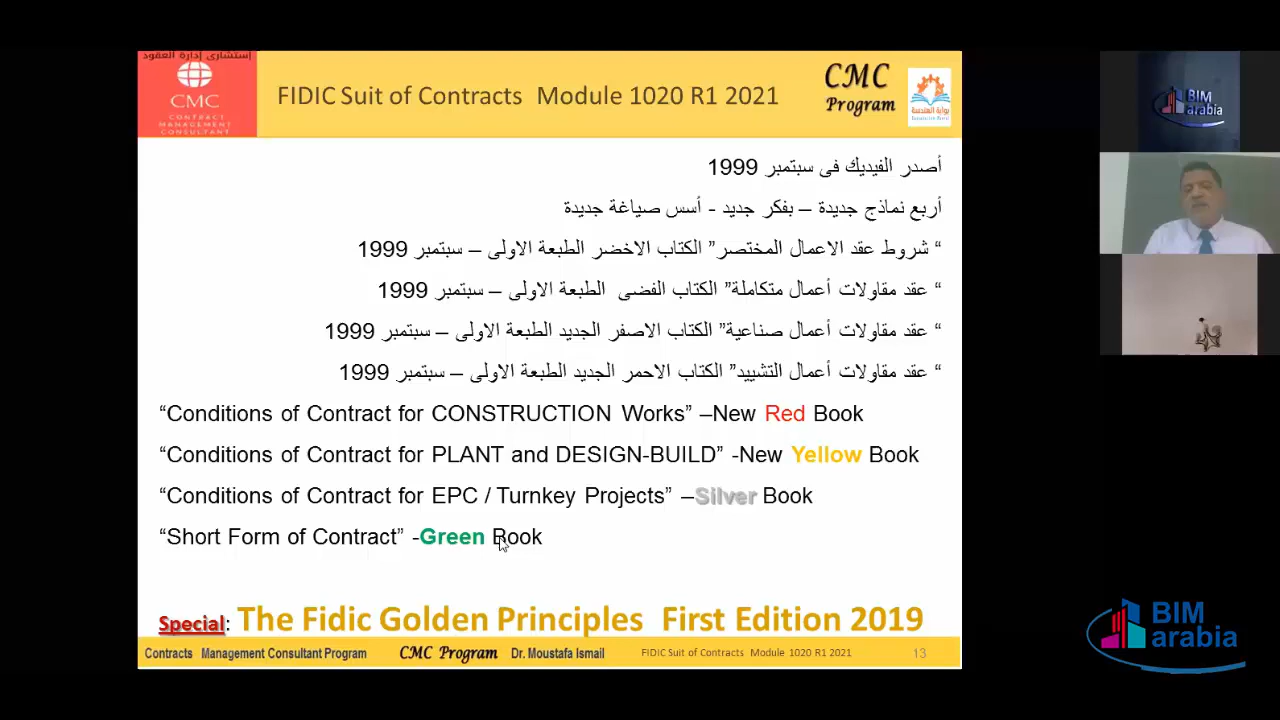 إستشارى إدارة العقود
CMC
CONTRACT
MANAGEMENT
CONSULTANT
FIDIC Suit of Contracts Module 1020 R1 2021
CMC
Program
بوابة الهندسة
أصدر الفيديك فى سبتمبر 1999
أربع نماذج جديدة – بفكر جديد - أسس صياغة جديدة
“ شروط عقد الاعمال المختصر” الكتاب الاخضر الطبعة الاولى – سبتمبر 1999
“ عقد مقاولات أعمال متكاملة” الكتاب الفضى الطبعة الاولى – سبتمبر 1999
“ عقد مقاولات أعمال صناعية” الكتاب الاصفر الجديد الطبعة الاولى – سبتمبر 1999
“ عقد مقاولات أعمال التشييد” الكتاب الاحمر الجديد الطبعة الاولى – سبتمبر 1999
“Conditions of Contract for CONSTRUCTION Works” –New Red Book
“Conditions of Contract for PLANT and DESIGN-BUILD” -New Yellow Book
“Conditions of Contract for EPC / Turnkey Projects” –Silver Book
“Short Form of Contract” -Green Book
Special: The Fidic Golden Principles First Edition 2019
Contracts Management Consultant Program CMC Program Dr. Moustafa Ismail FIDIC Suit of Contracts Module 1020 R1 2021 13
BIM
arabia
BIM
arabia